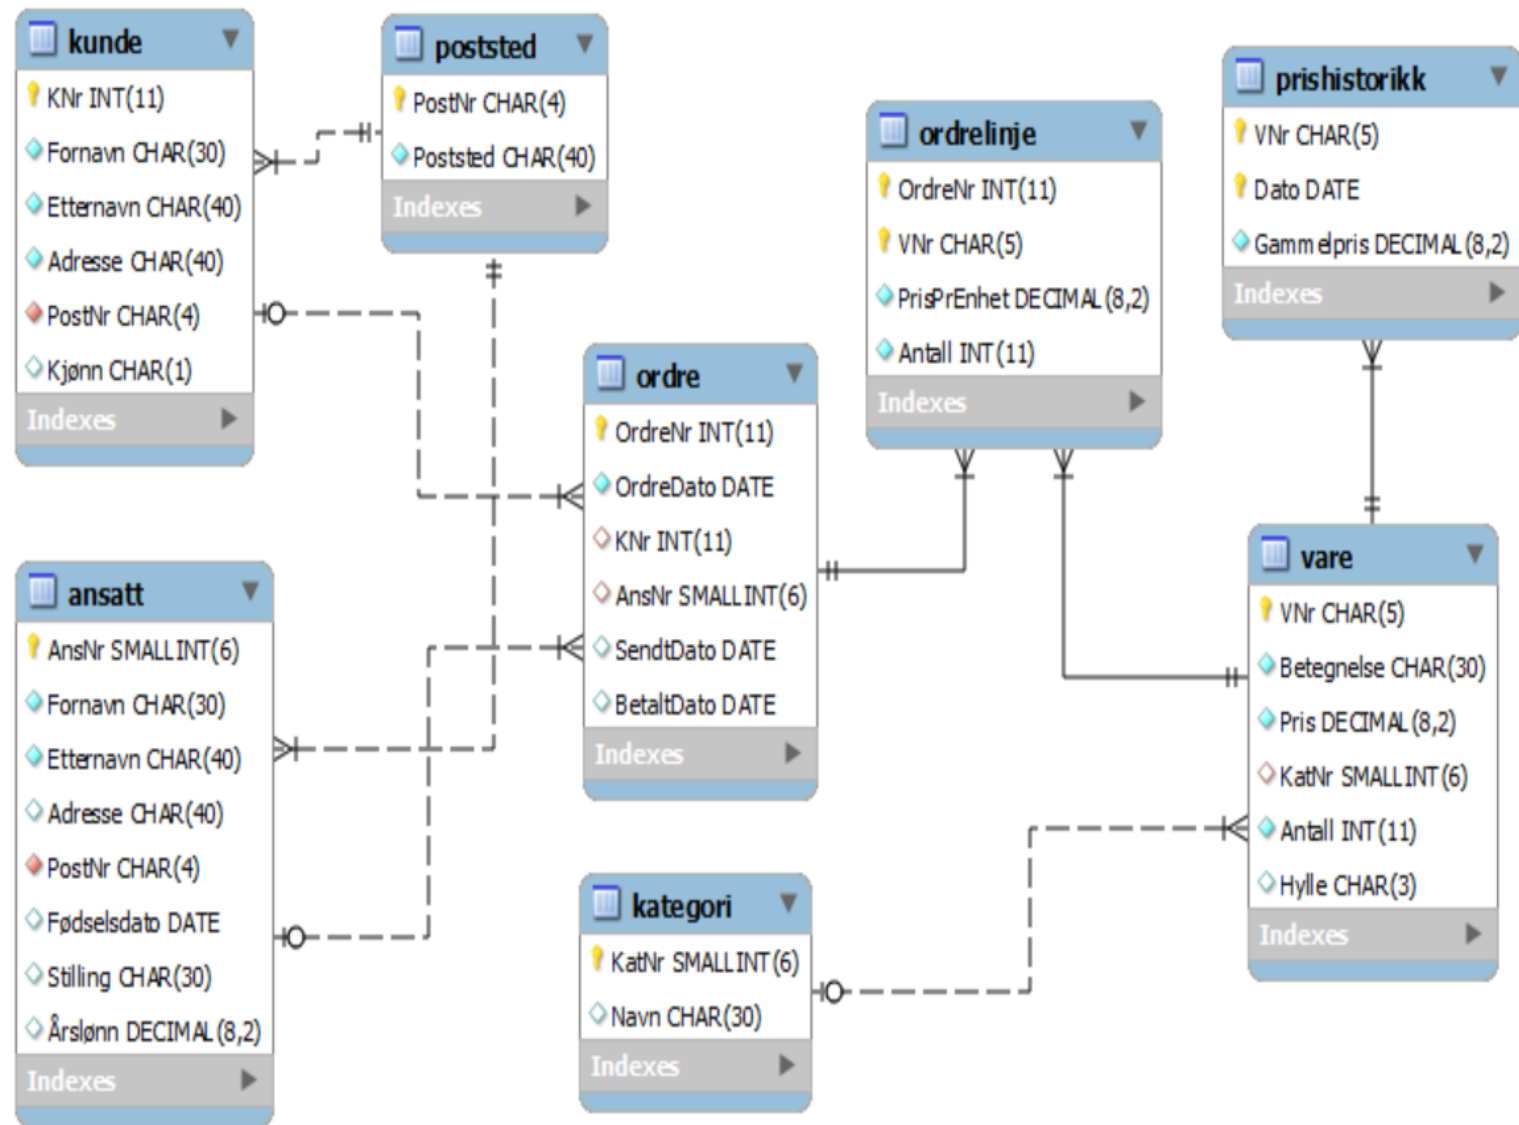 kunde
KNr INT(11)
Fornavn CHAR(30)
Etternavn CHAR(40)
Adresse CHAR(40)
PostNr CHAR(4)
Kjønn CHAR(1)
Indexes
poststed
PostNr CHAR(4)
Poststed CHAR(40)
Indexes
ordrelinje
OrdreNr INT(11)
VNr CHAR(5)
PrisPrEnhet DECIMAL(8,2)
Antall INT(11)
Indexes
prishistorikk
VNr CHAR(5)
Dato DATE
Gammelpris DECIMAL(8,2)
Indexes
ordre
OrdreNr INT(11)
OrdreDato DATE
KNr INT(11)
AnsNr SMALLINT(6)
SendtDato DATE
BetaltDato DATE
Indexes
ansatt
AnsNr SMALLINT(6)
Fornavn CHAR(30)
Etternavn CHAR(40)
Adresse CHAR(40)
PostNr CHAR(4)
Fødselsdato DATE
Stilling CHAR(30)
Årslønn DECIMAL(8,2)
Indexes
kategori
KatNr SMALLINT(6)
Navn CHAR(30)
Indexes
vare
VNr CHAR(5)
Betegnelse CHAR(30)
Pris DECIMAL(8,2)
KatNr SMALLINT(6)
Antall INT(11)
Hylle CHAR(3)
Indexes